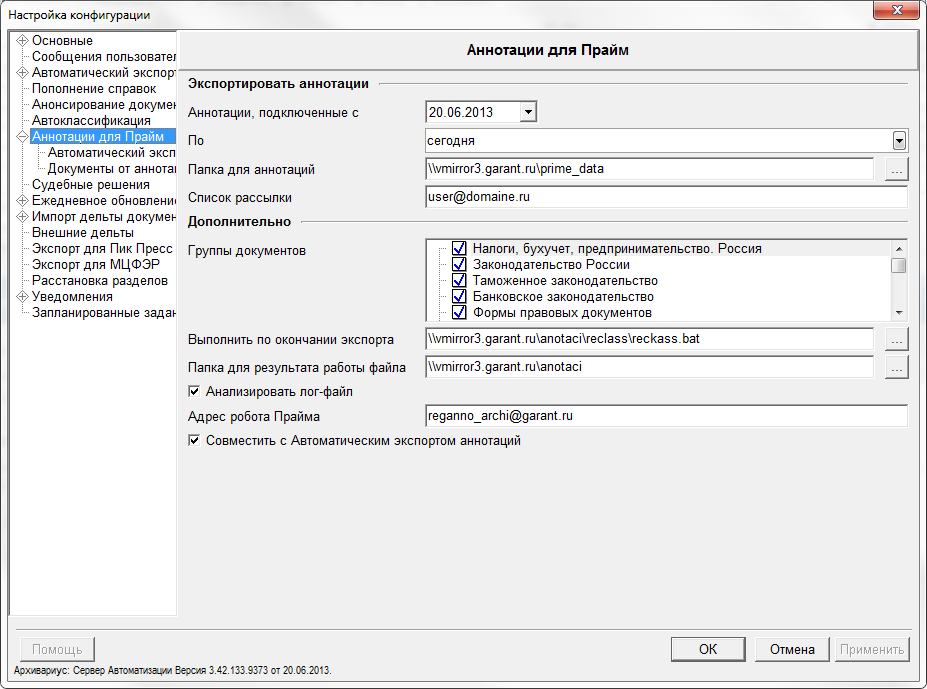 Настройка конфигурации
Основные
Сообщения пользовател
Автоматический экспорт
Пополнение справок
Анонсирование докумен
Автоклассификация
Аннотации для Прайм
Автоматический эксп
Документы от аннота
Судебные решения
Ежедневное обновление
Импорт дельты докумен
Внешние дельты
Экспорт для Пик Пресс
Экспорт для МЦФЭР
Расстановка разделов
Уведомления
Запланированные задан
Аннотации для Прайм
Экспортировать аннотации
Аннотации, подключенные с 20.06.2013
По сегодня
Папка для аннотаций \\vmirror3.garant.ru\prime_data ...
Список рассылки user@domaine.ru
Дополнительно
Группы документов
Налоги, бухучет, предпринимательство. Россия
Законодательство России
Таможенное законодательство
Банковское законодательство
Формы правовых документов
Выполнить по окончании экспорта \\vmirror3.garant.ru\anotaci\reclass\reckass.bat ...
Папка для результата работы файла \\vmirror3.garant.ru\anotaci ...
Анализировать лог-файл
Адрес робота Прайма reganno_archi@garant.ru
Совместить с Автоматическим экспортом аннотаций
Помощь OK Отмена Применить
Архивариус: Сервер Автоматизации Версия 3.42.133.9373 от 20.06.2013.